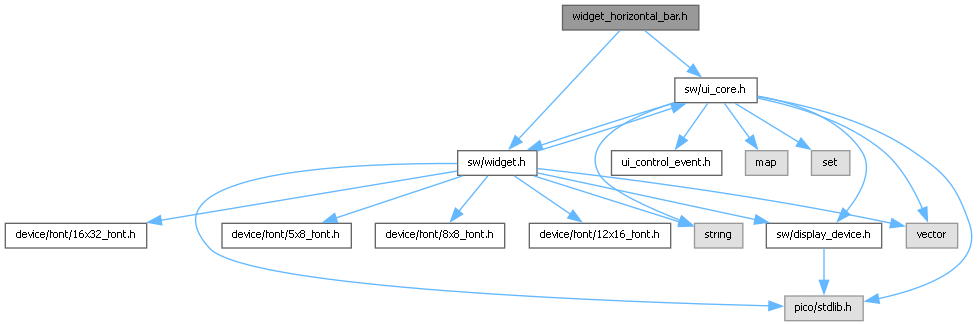 widget_horizontal_bar.h
sw/ui_core.h
sw/widget.h
ui_control_event.h
map
set
device/font/16x32_font.h
device/font/5x8_font.h
device/font/8x8_font.h
device/font/12x16_font.h
string
sw/display_device.h
vector
pico/stdlib.h